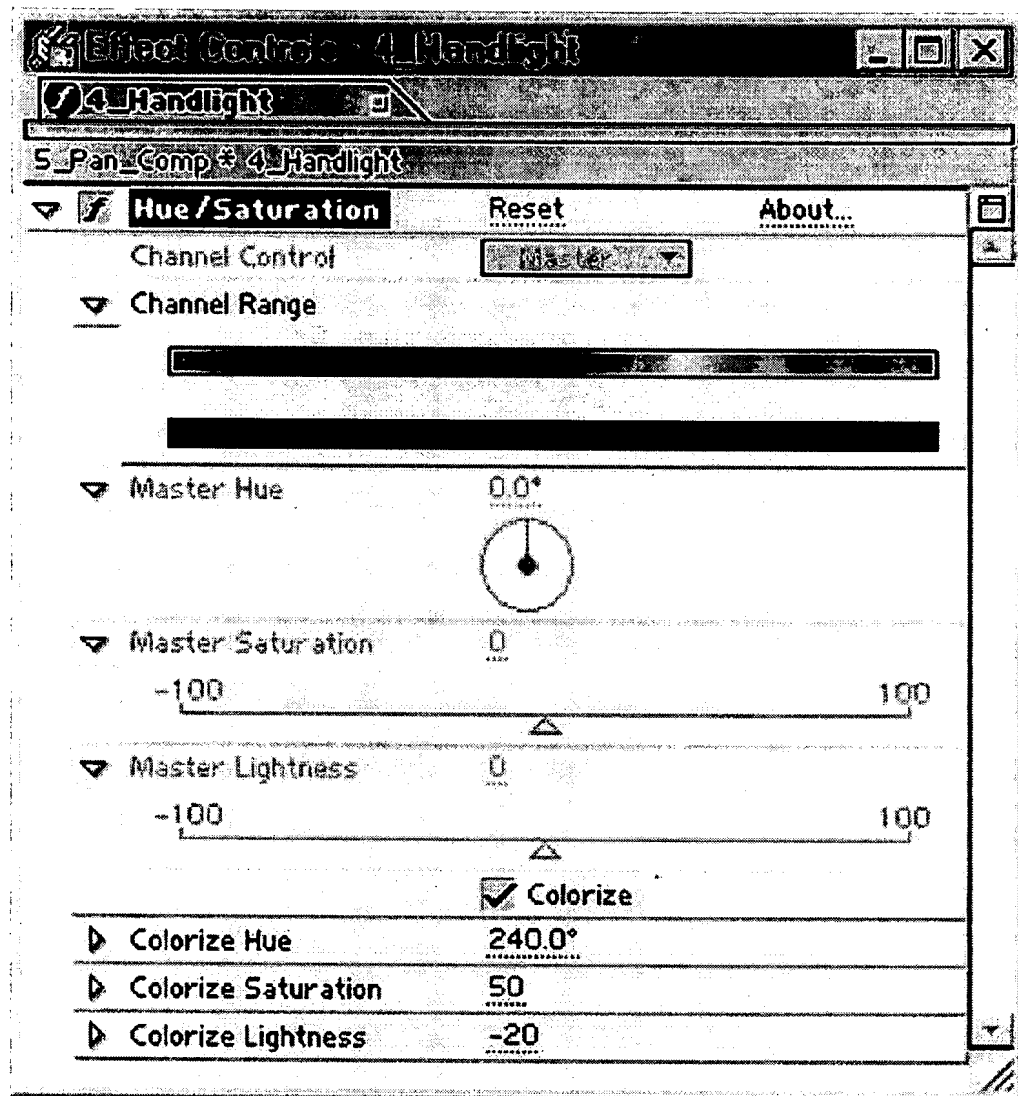 Effect Controls - 4_Handlight
4_Handlight
5_Pan_Comp * 4_Handlight
Hue/Saturation Reset About...
Channel Control Master
Channel Range
Master Hue 0.0°
Master Saturation 0
-100 100
Master Lightness 0
-100 100
Colorize
Colorize Hue 240.0°
Colorize Saturation 50
Colorize Lightness -20